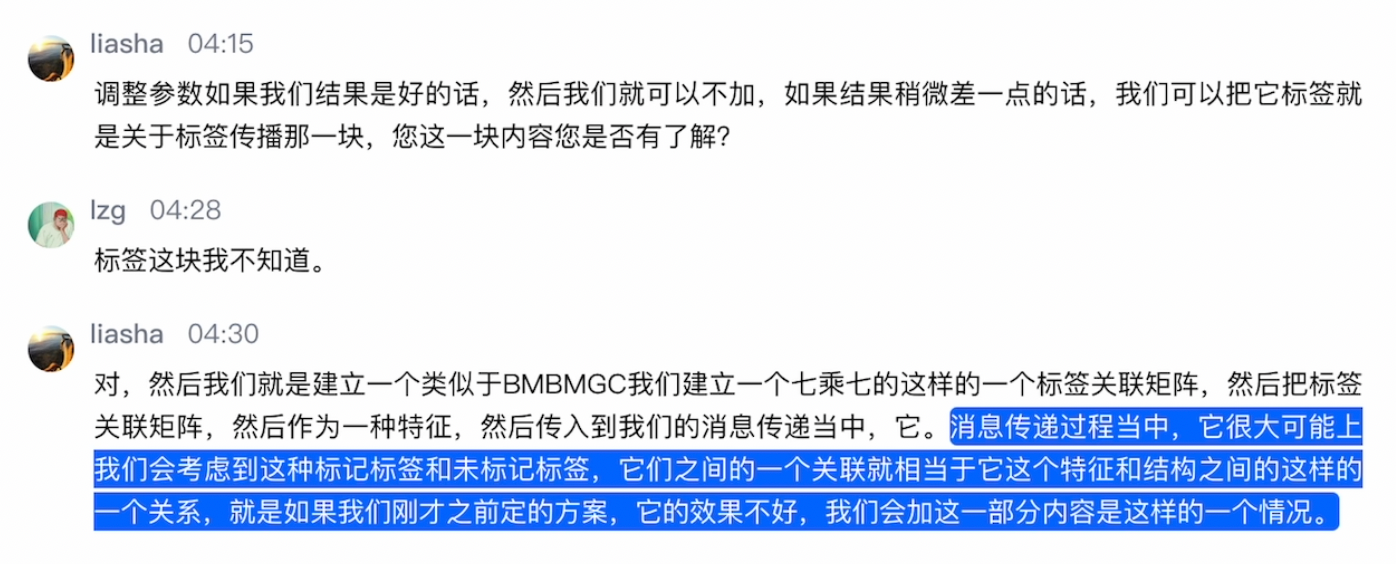 liasha 04:15
调整参数如果我们结果是好的话，然后我们就可以不加，如果结果稍微差一点的话，我们可以把它标签就
是关于标签传播那一块，您这一块内容您是否有了解？
lzg 04:28
标签这块我不知道。
liasha 04:30
对，然后我们就是建立一个类似于BMBMGC我们建立一个七乘七的这样的一个标签关联矩阵，然后把标签
关联矩阵，然后作为一种特征，然后传入到我们的消息传递当中，它。消息传递过程当中，它很大可能上
我们会考虑到这种标记标签和未标记标签，它们之间的一个关联就相当于它这个特征和结构之间的这样的
一个关系，就是如果我们刚才之前定的方案，它的效果不好，我们会加这一部分内容是这样的一个情况。